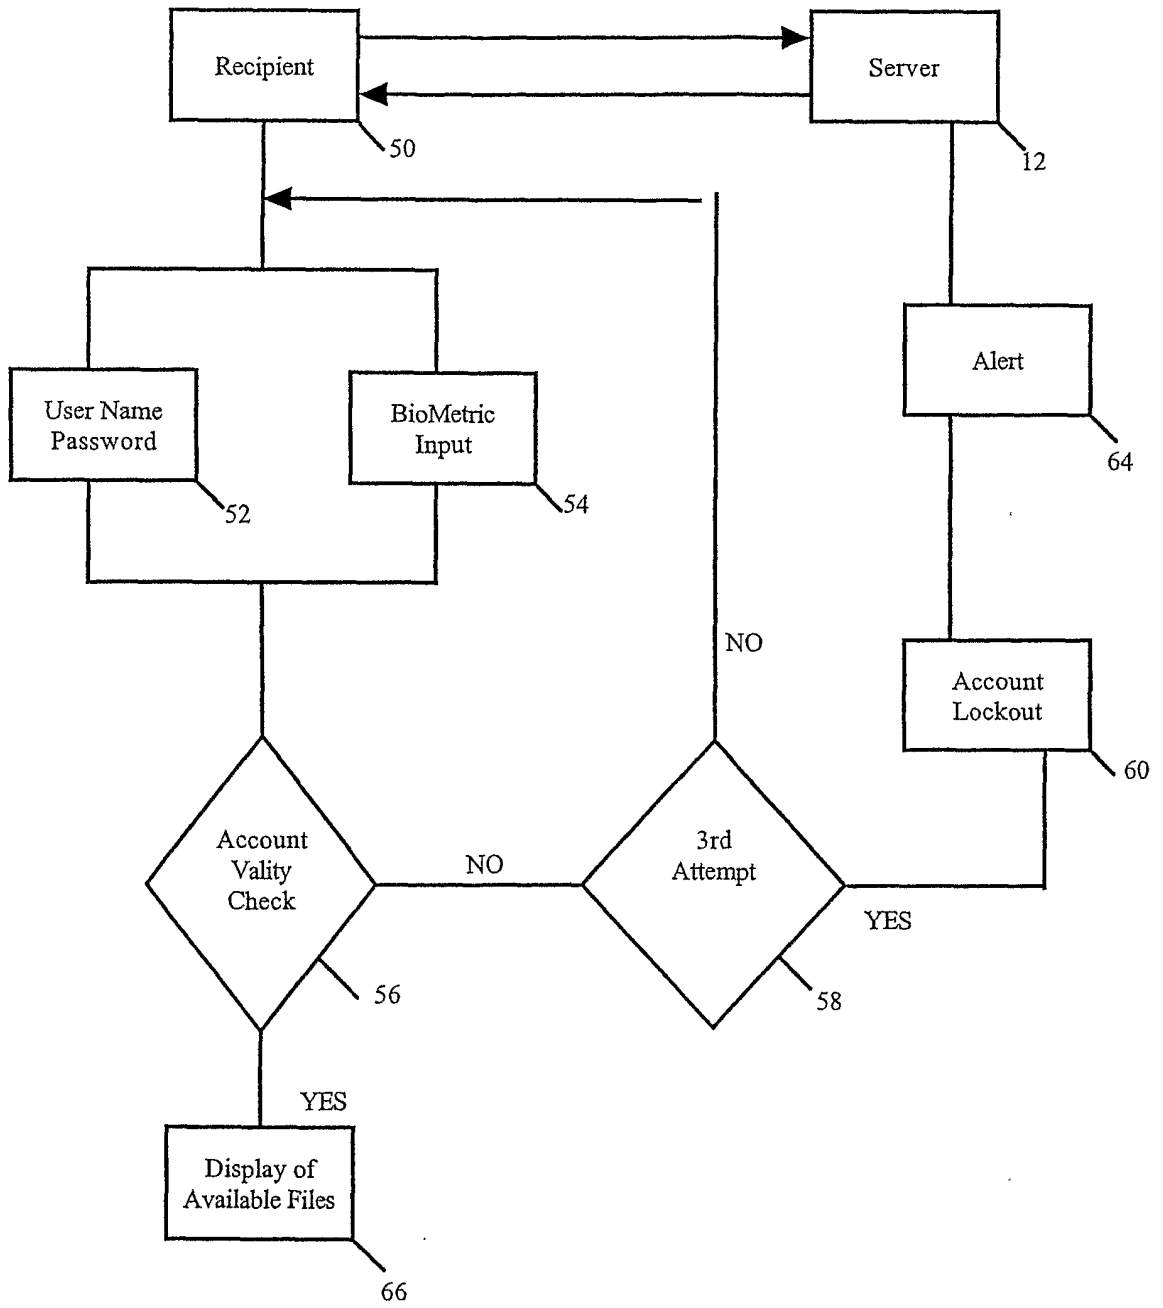 Recipient
Server
50
12
Alert
User Name
Password
BioMetric
Input
64
52
54
NO
Account
Lockout
60
Account
Vality
Check
NO
3rd
Attempt
YES
56
58
YES
Display of
Available Files
66